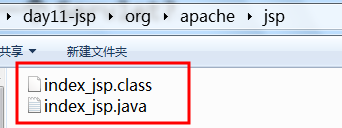 day11-jsp ▸ org ▸ apache ▸ jsp
共享 ▼ 新建文件夹
index_jsp.class
index_jsp.java